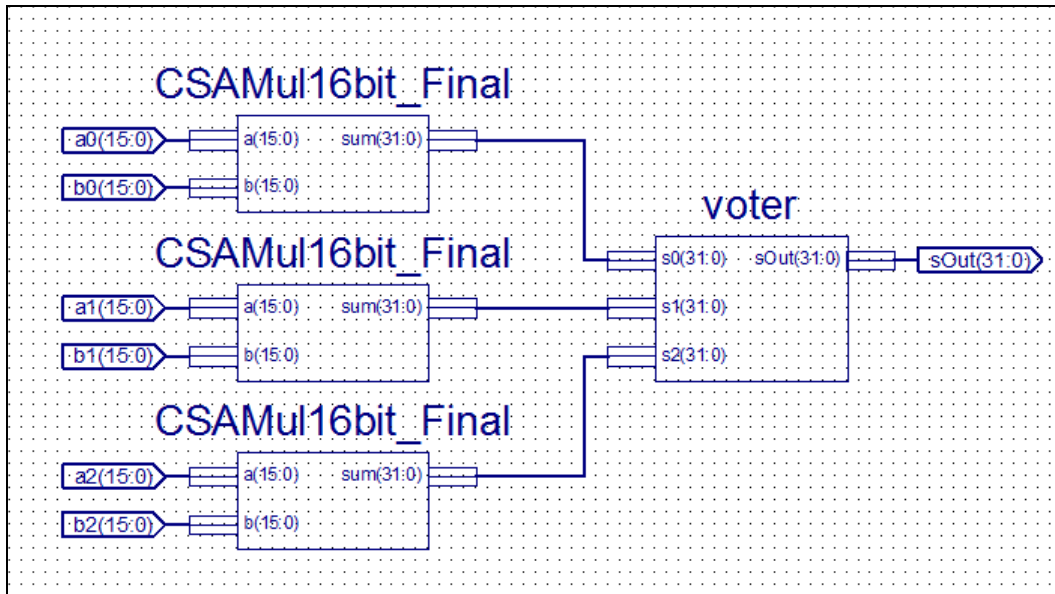 CSAMul16bit_Final
a0(15:0) a(15:0) sum(31:0)
b0(15:0) b(15:0)
voter
CSAMul16bit_Final
s0(31:0) sOut(31:0) sOut(31:0)
a1(15:0) a(15:0) sum(31:0) s1(31:0)
b1(15:0) b(15:0) s2(31:0)
CSAMul16bit_Final
a2(15:0) a(15:0) sum(31:0)
b2(15:0) b(15:0)